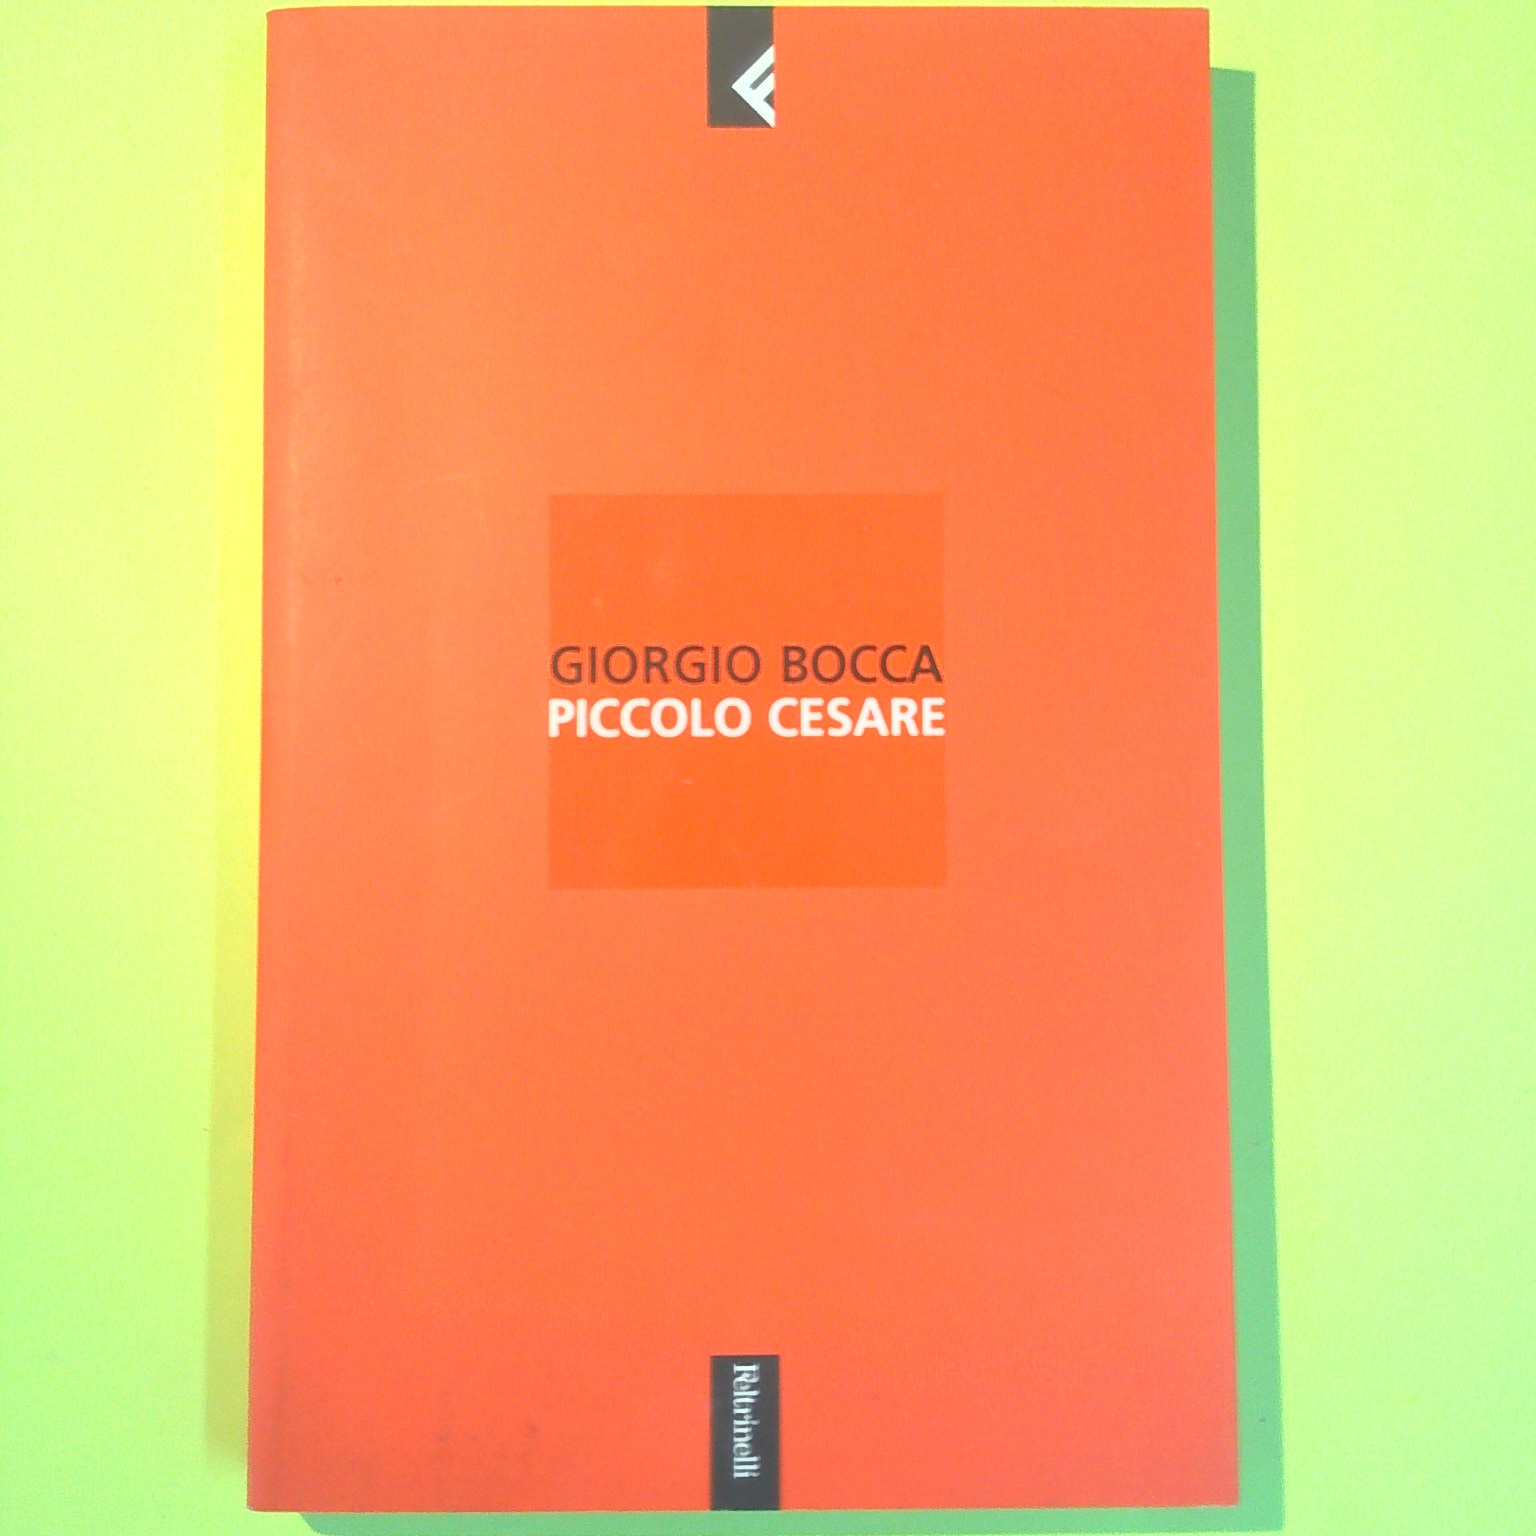 GIORGIO BOCCA
PICCOLO CESARE
Feltrinelli